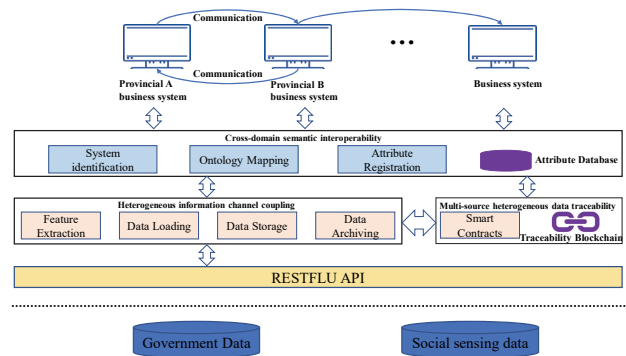 Communication
...
Communication
Provincial A
business system
Provincial B
business system
Business system
Cross-domain semantic interoperability
System
identification
Ontology Mapping
Attribute
Registration
Attribute Database
Heterogeneous information channel coupling
Feature
Extraction
Data Loading
Data Storage
Data
Archiving
Multi-source heterogeneous data traceability
Smart
Contracts
Traceability Blockchain
RESTFLU API
Government Data
Social sensing data